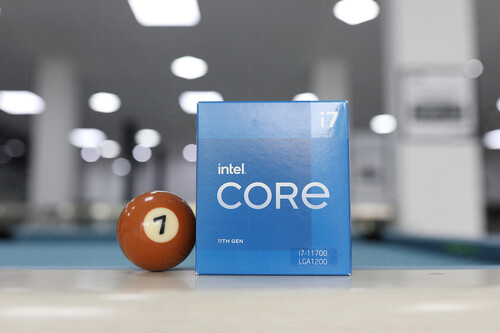 i7
intel.
CORE
7
11TH GEN
i7-11700
LGA1200